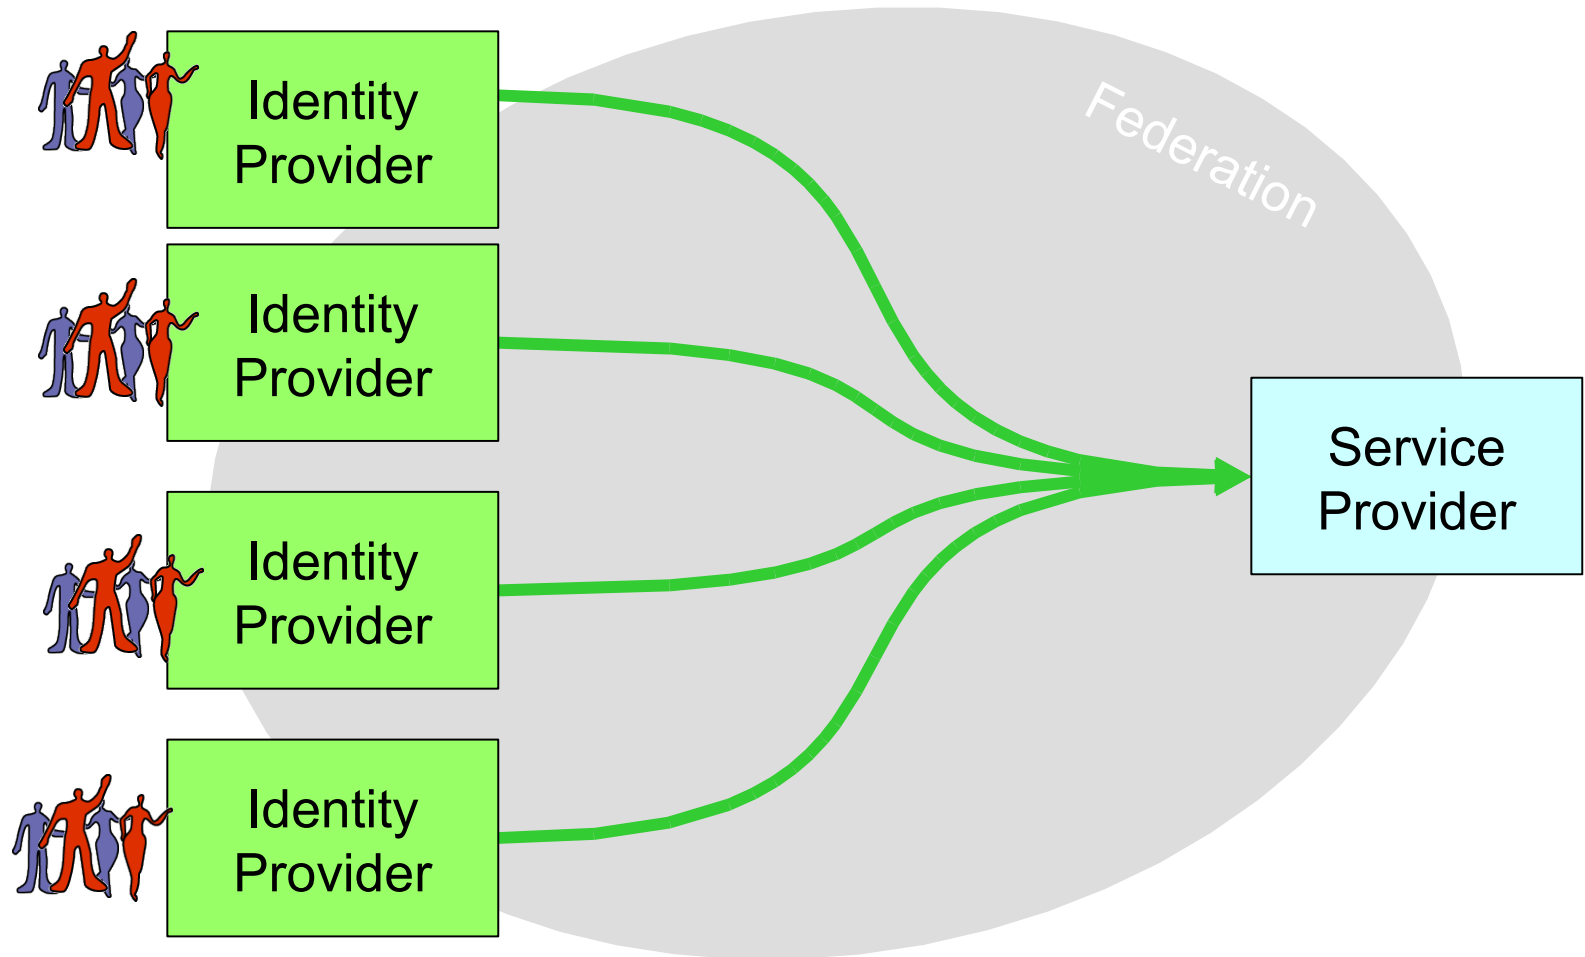 Identity
Provider
Federation
Identity
Provider
Service
Provider
Identity
Provider
Identity
Provider